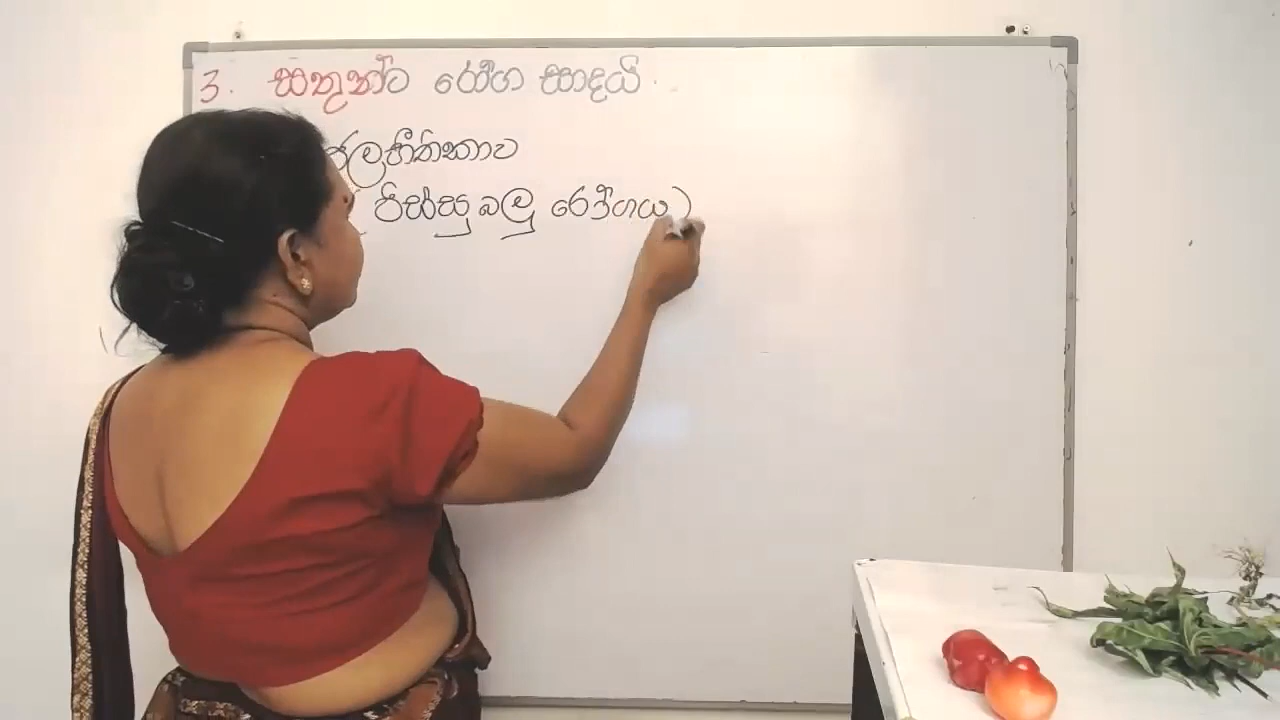 3. සතුන්ට රෝග සාදයි.
ජලභීතිකාව
( පිස්සු බලු රෝගය)